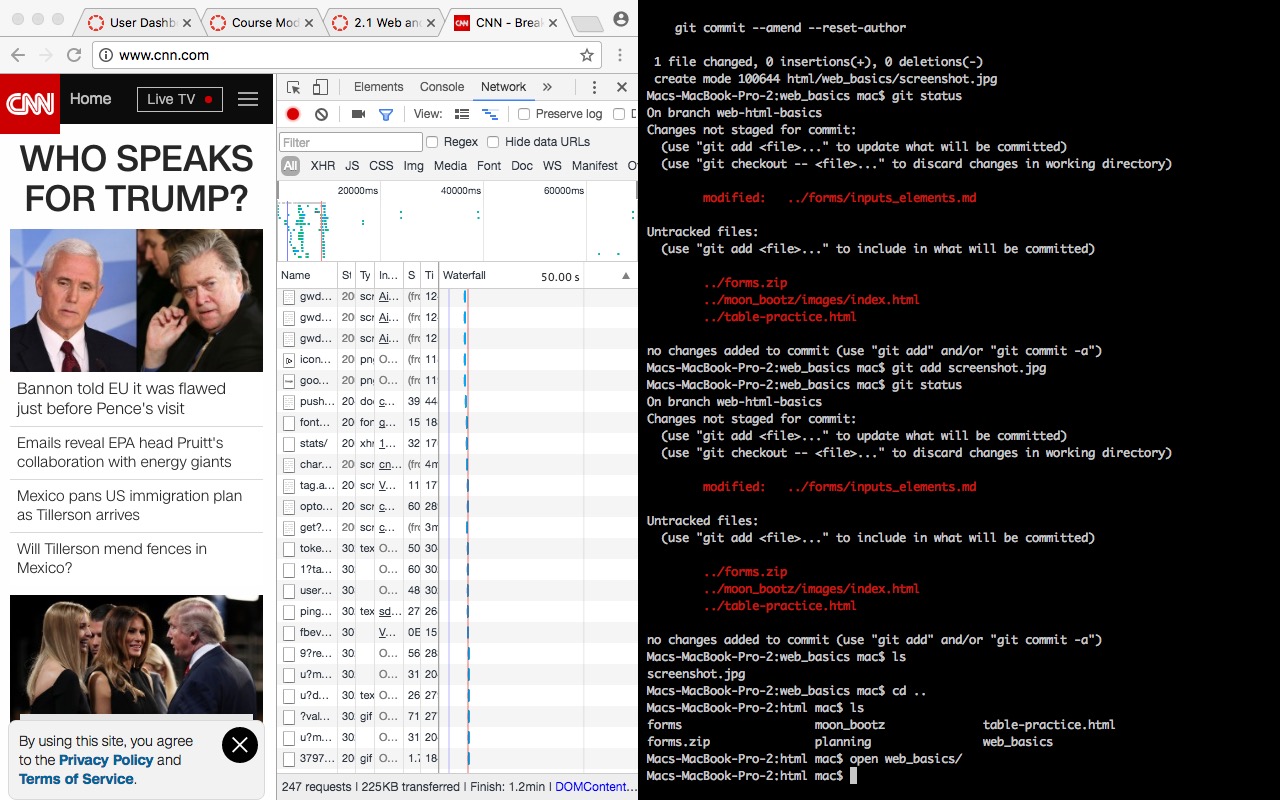 User Dashb
Course Mod
2.1 Web and
CNN - Break
www.cnn.com
CNN
Home
Live TV
WHO SPEAKS
FOR TRUMP?
Bannon told EU it was flawed
just before Pence's visit
Emails reveal EPA head Pruitt's
collaboration with energy giants
Mexico pans US immigration plan
as Tillerson arrives
Will Tillerson mend fences in
Mexico?
By using this site, you agree
to the Privacy Policy and
Terms of Service.
Elements Console Network »
View: Preserve log
Filter Regex Hide data URLs
All XHR JS CSS Img Media Font Doc WS Manifest
20000ms 40000ms 60000ms
Name St Ty In... S Ti Waterfall 50.00 s
gwd... 20 scr Ai... (fro 12
gwd... 20 scr Ai... (fro 12
gwd... 20 scr Ai... (fro 12
icon... 20 pn O... (fro 11
goo... 20 pn O... (fro 11
push... 20 do c... 39 44
font... 20 for g... 15 18
stats/ 20 xhr 1... 32 17
char... 20 scr cn... (fro 4m
tag.a... 20 scr V... 11 17
opto... 20 scr c... 60 28
get?... 20 scr c... (fro 3m
toke... 30 tex O... 50 30
1?ta... 30 O... 60 30
user... 30 O... 48 30
ping... 30 tex sd... 27 26
fbev... 30 V... 0E 15
9?re... 30 O... 56 28
u?m... 30 O... 31 20
u?d... 30 tex O... 26 27
?val... 30 gif O... 71 27
u?m... 30 O... 31 20
3797... 20 gif O... 1.7 18
247 requests | 225KB transferred | Finish: 1.2min | DOMContent...
git commit --amend --reset-author
1 file changed, 0 insertions(+), 0 deletions(-)
create mode 100644 html/web_basics/screenshot.jpg
Macs-MacBook-Pro-2:web_basics mac$ git status
On branch web-html-basics
Changes not staged for commit:
(use "git add <file>..." to update what will be committed)
(use "git checkout -- <file>..." to discard changes in working directory)
modified: ../forms/inputs_elements.md
Untracked files:
(use "git add <file>..." to include in what will be committed)
../forms.zip
../moon_bootz/images/index.html
../table-practice.html
no changes added to commit (use "git add" and/or "git commit -a")
Macs-MacBook-Pro-2:web_basics mac$ git add screenshot.jpg
Macs-MacBook-Pro-2:web_basics mac$ git status
On branch web-html-basics
Changes not staged for commit:
(use "git add <file>..." to update what will be committed)
(use "git checkout -- <file>..." to discard changes in working directory)
modified: ../forms/inputs_elements.md
Untracked files:
(use "git add <file>..." to include in what will be committed)
../forms.zip
../moon_bootz/images/index.html
../table-practice.html
no changes added to commit (use "git add" and/or "git commit -a")
Macs-MacBook-Pro-2:web_basics mac$ ls
screenshot.jpg
Macs-MacBook-Pro-2:web_basics mac$ cd ..
Macs-MacBook-Pro-2:html mac$ ls
forms moon_bootz table-practice.html
forms.zip planning web_basics
Macs-MacBook-Pro-2:html mac$ open web_basics/
Macs-MacBook-Pro-2:html mac$